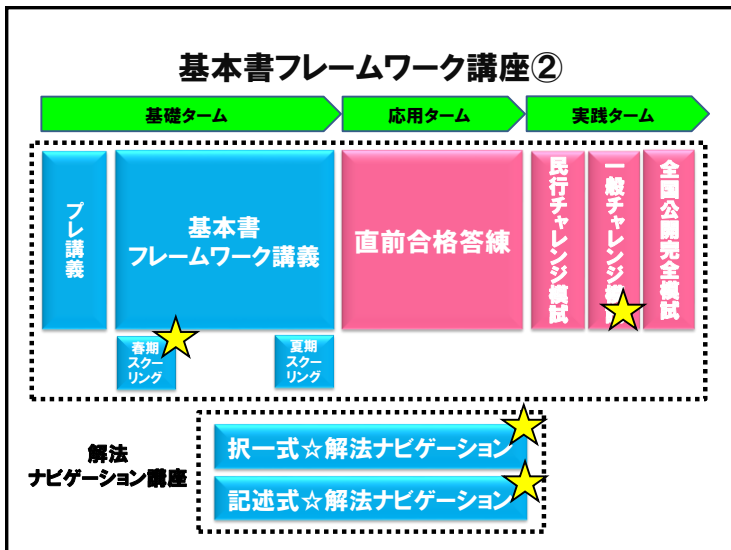 基本書フレームワーク講座②
基礎ターム
応用ターム
実践ターム
プレ講義
基本書
フレームワーク講義
直前合格答練
民行チャレンジ模試
一般チャレンジ模
全国公開完全模試
春期
スクー
リング
夏期
スクー
リング
解法
ナビゲーション講座
択一式☆解法ナビゲーション
記述式☆解法ナビゲーション